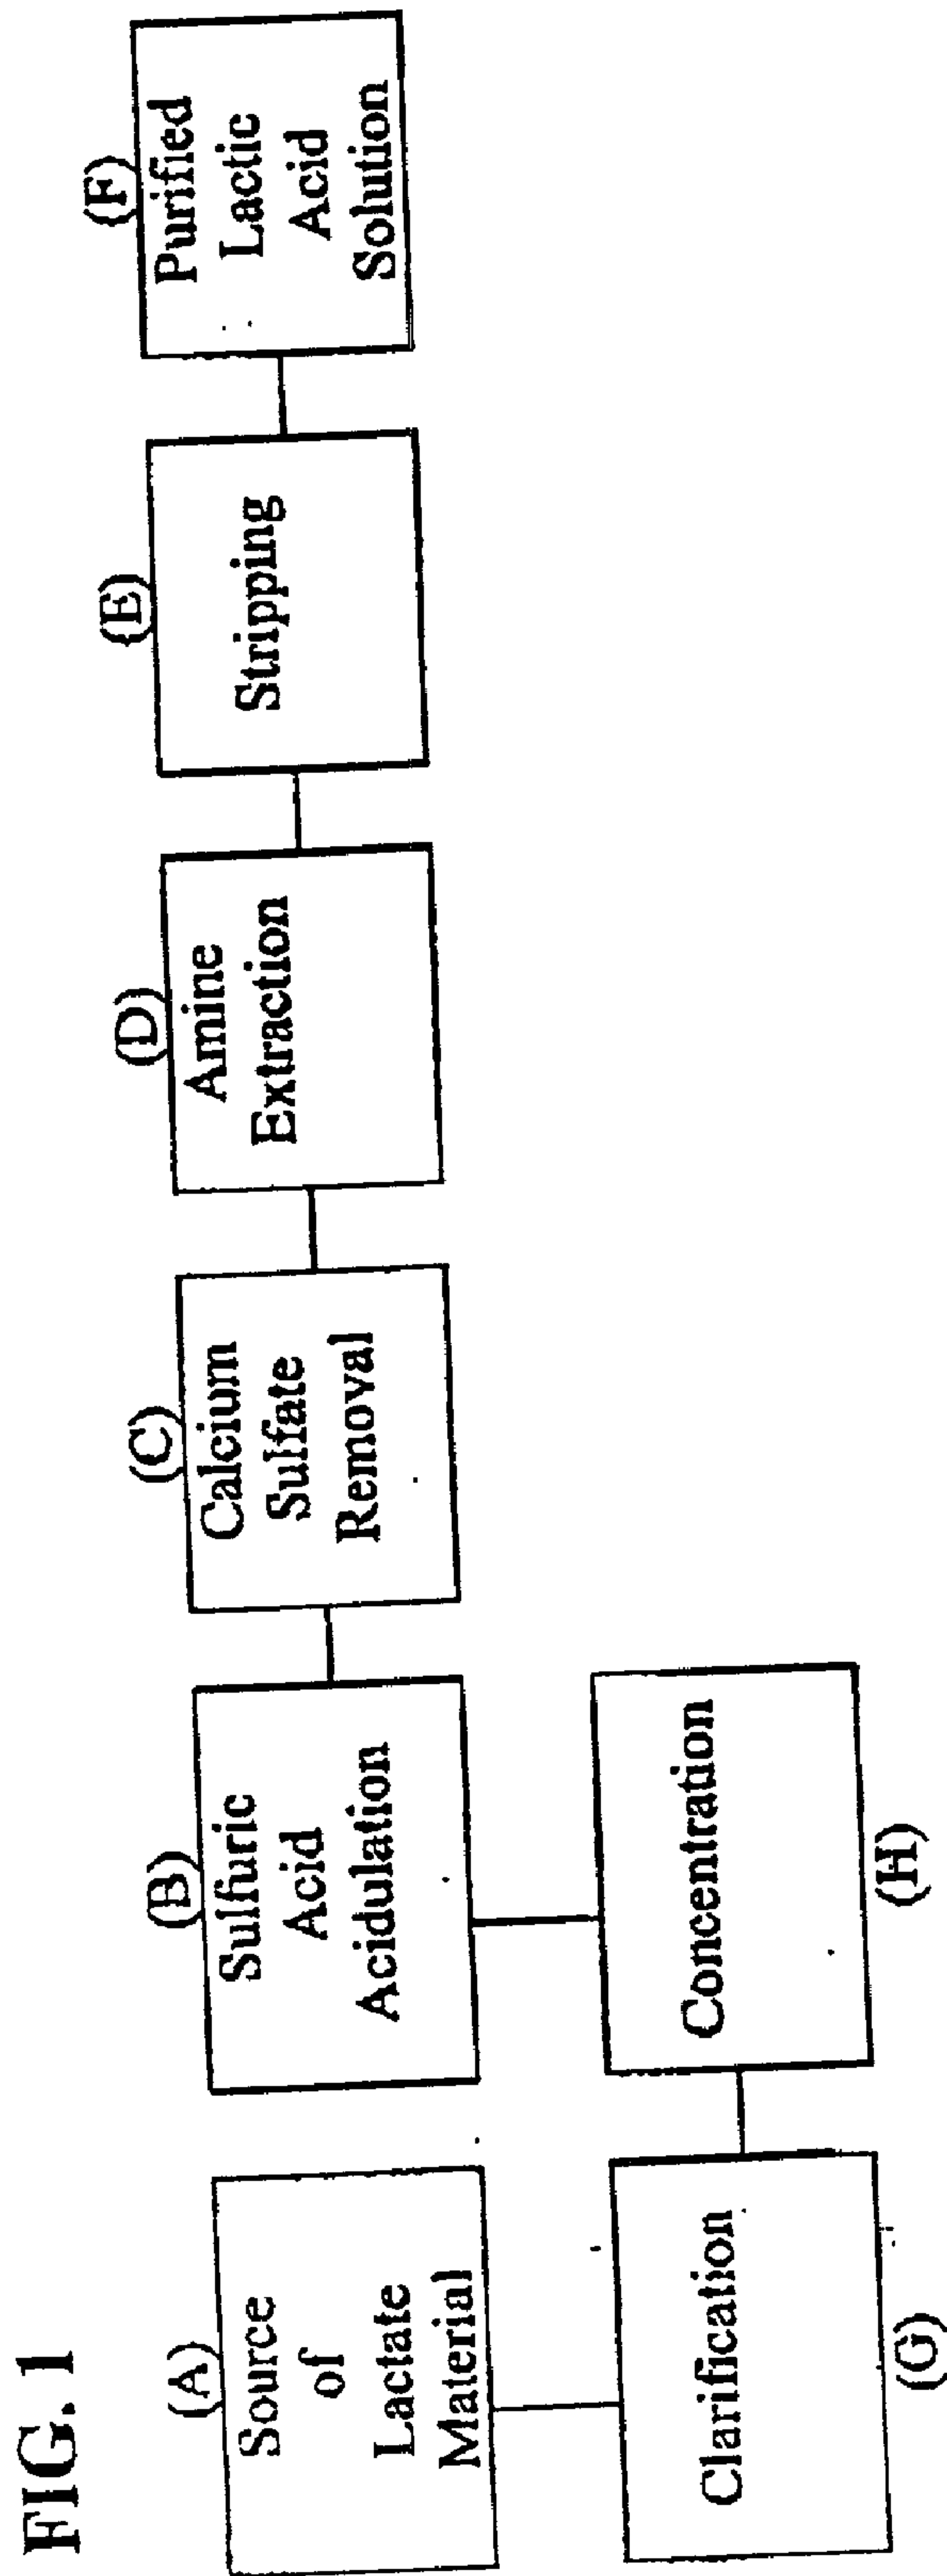 FIG. 1
(A)
Source
of
Lactate
Material
(B)
Sulfuric
Acid
Acidulation
(C)
Calcium
Sulfate
Removal
(D)
Amine
Extraction
(E)
Stripping
(F)
Purified
Lactic
Acid
Solution
Clarification
(G)
Concentration
(H)